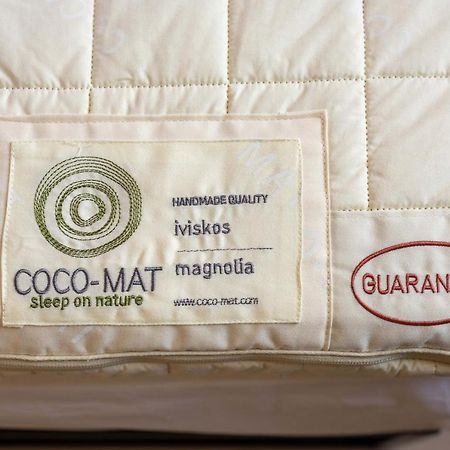 HANDMADE QUALITY
iviskos
magnolia
COCO-MAT
sleep on nature
www.coco-mat.com
GUARAN